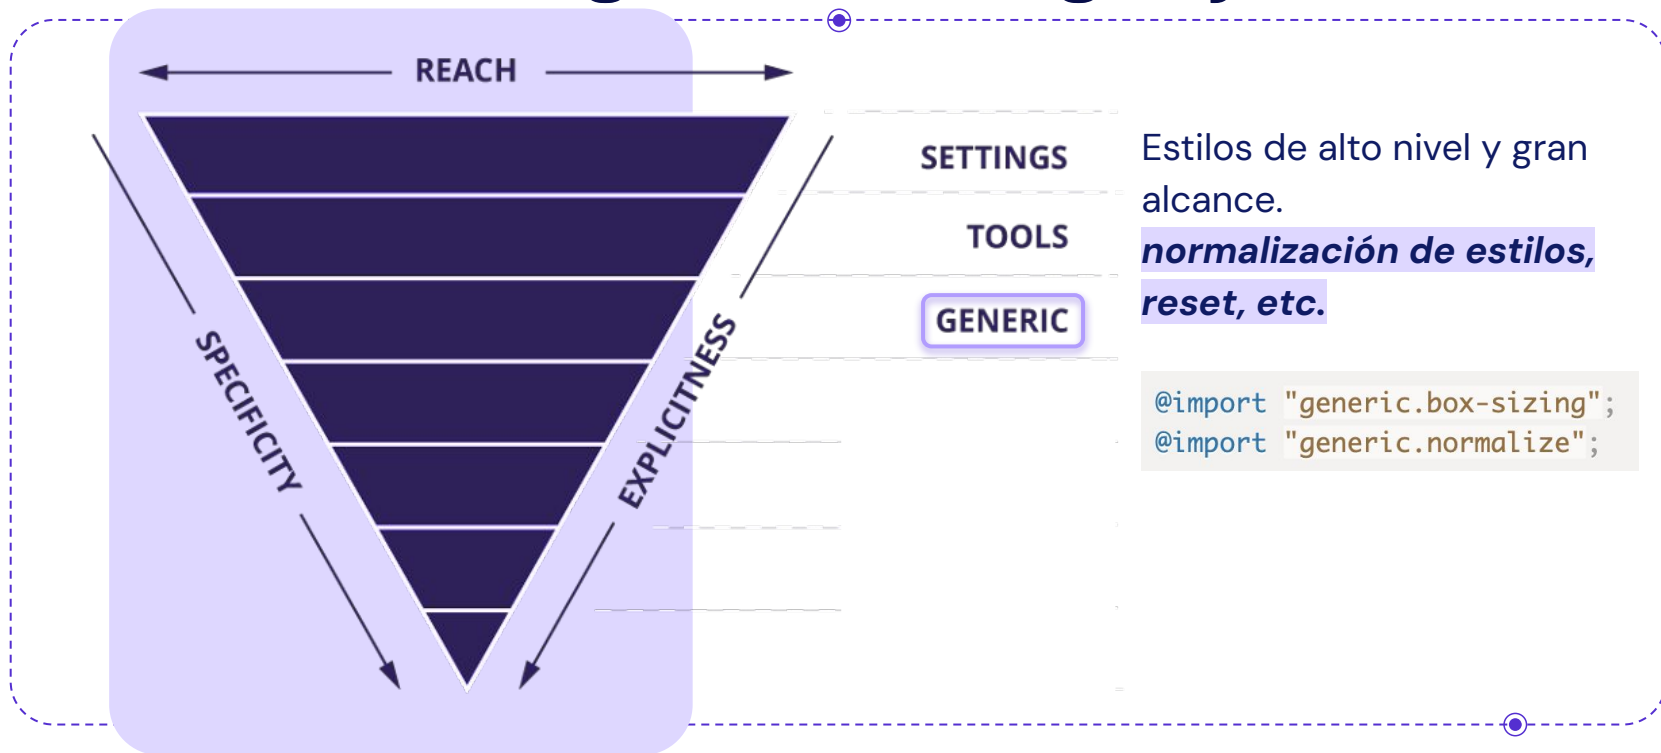 REACH
SPECIFICITY
EXPLICITNESS
SETTINGS
TOOLS
GENERIC
Estilos de alto nivel y gran
alcance.
normalización de estilos,
reset, etc.
@import "generic.box-sizing";
@import "generic.normalize";